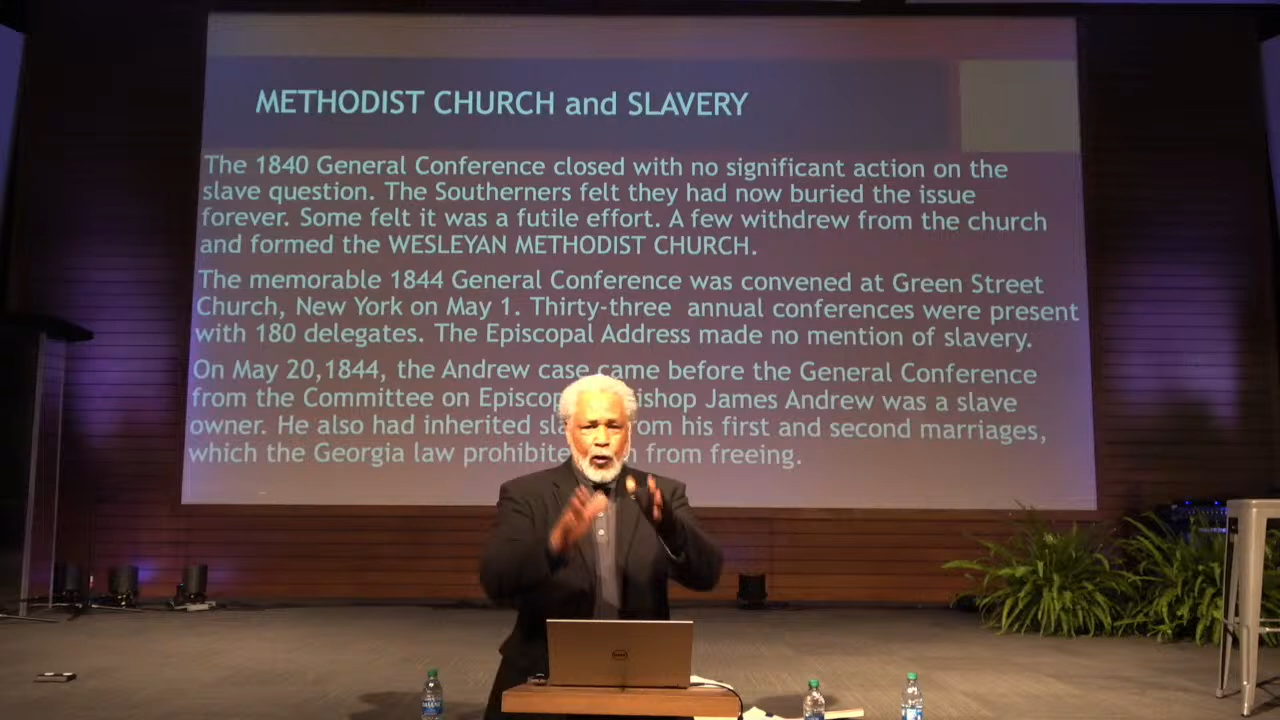 METHODIST CHURCH and SLAVERY
The 1840 General Conference closed with no significant action on the
slave question. The Southerners felt they had now buried the issue
forever. Some felt it was a futile effort. A few withdrew from the church
and formed the WESLEYAN METHODIST CHURCH.
The memorable 1844 General Conference was convened at Green Street
Church, New York on May 1. Thirty-three annual conferences were present
with 180 delegates. The Episcopal Address made no mention of slavery.
On May 20,1844, the Andrew case came before the General Conference
from the Committee on James Andrew was a slave
owner. He also had inherited his first and second marriages,
which the Georgia law from freeing.
DELL